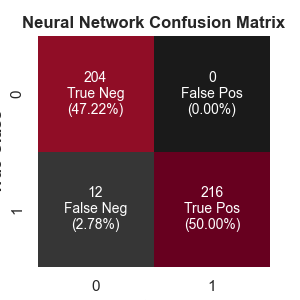 Neural Network Confusion Matrix
0
204
True Neg
(47.22%)
0
False Pos
(0.00%)
1
12
False Neg
(2.78%)
216
True Pos
(50.00%)
0
1